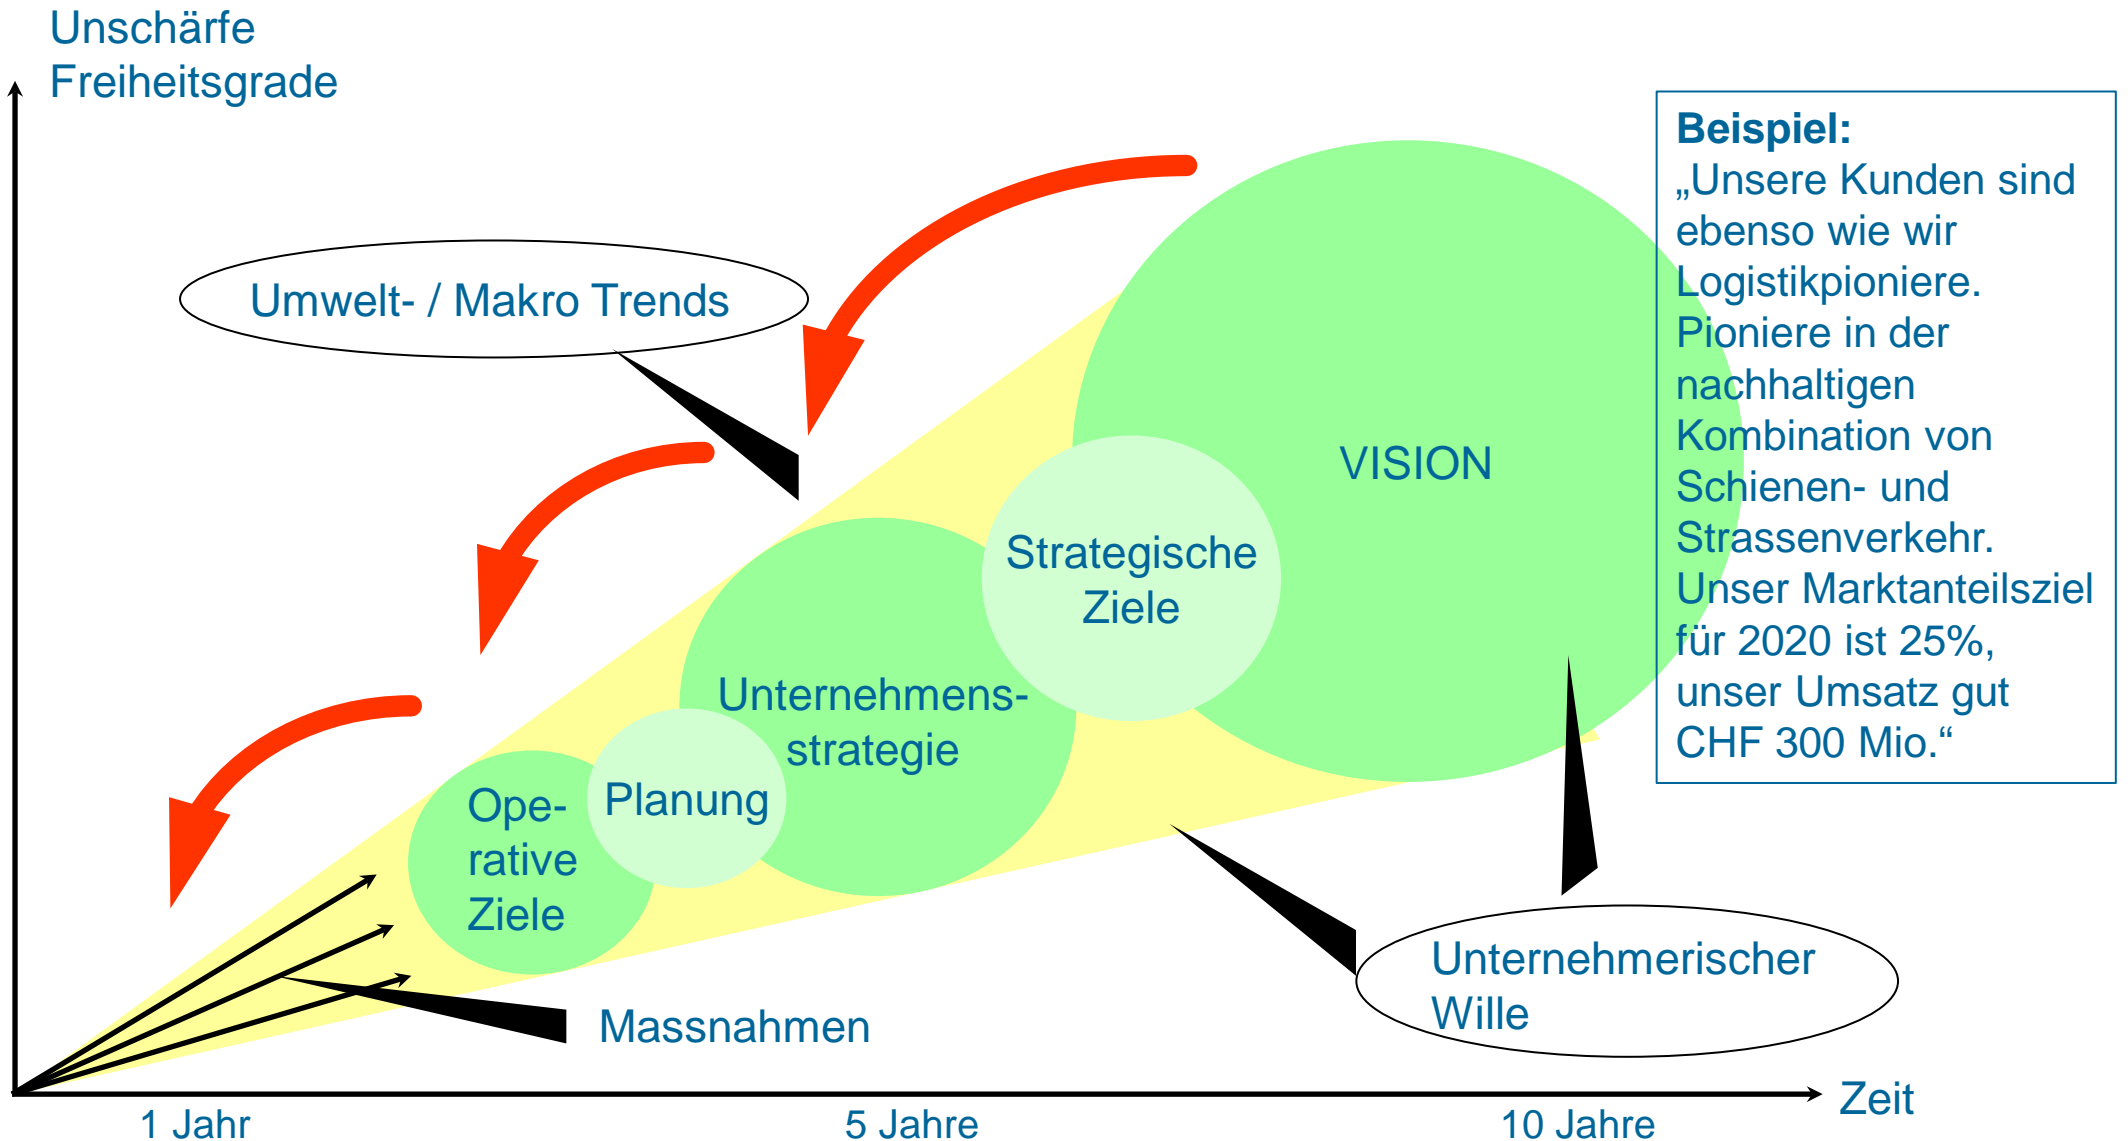 Unschärfe
Freiheitsgrade
Beispiel:
„Unsere Kunden sind
ebenso wie wir
Logistikpioniere.
Pioniere in der
nachhaltigen
Kombination von
Schienen- und
Strassenverkehr.
Unser Marktanteilsziel
für 2020 ist 25%,
unser Umsatz gut
CHF 300 Mio.“
Umwelt- / Makro Trends
VISION
Strategische
Ziele
Unternehmens-
strategie
Planung
Ope-
rative
Ziele
Massnahmen
Unternehmerischer
Wille
Zeit
1 Jahr
5 Jahre
10 Jahre